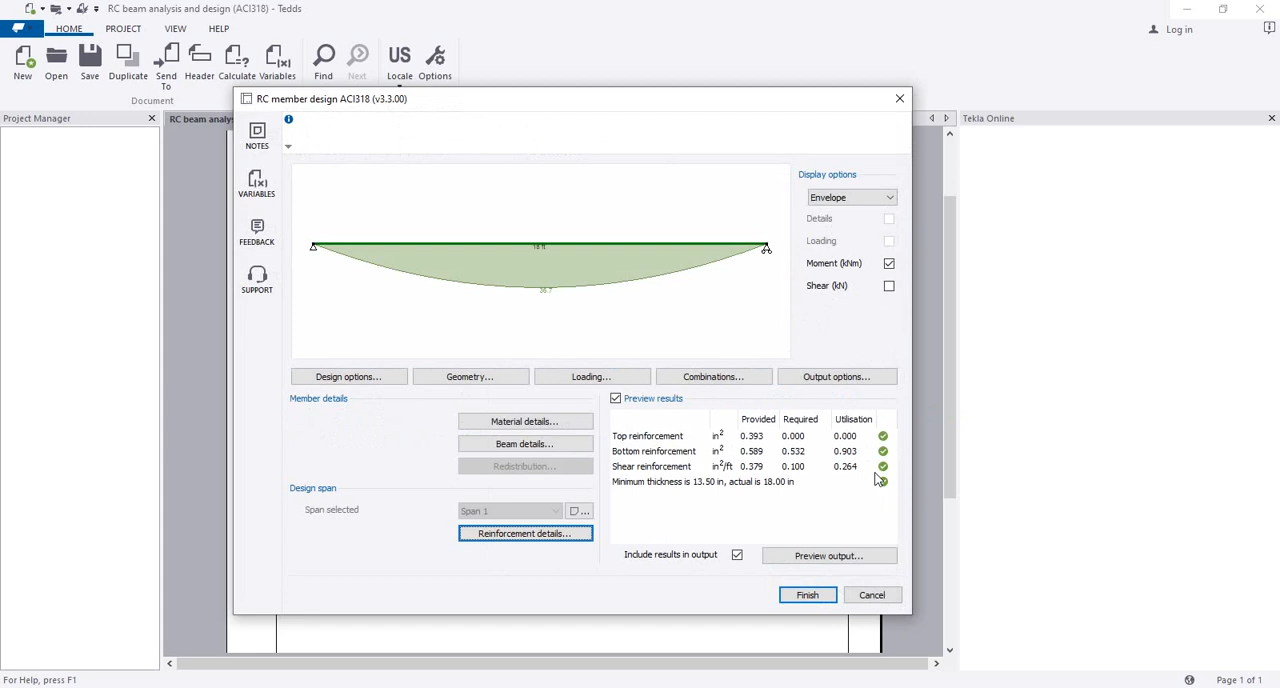 RC beam analysis and design (ACI318) - Tedds
HOME PROJECT VIEW HELP
Log in
New Open Save Duplicate Send To Header Calculate Variables Find Next US Locale Options
Document
Project Manager
RC beam analys
Tekla Online
RC member design ACI318 (v3.3.00)
NOTES
VARIABLES
FEEDBACK
SUPPORT
18 ft
36.7
Display options
Envelope
Details
Loading
Moment (kNm)
Shear (kN)
Design options... Geometry... Loading... Combinations... Output options...
Member details
Material details...
Beam details...
Redistribution...
Design span
Span selected Span 1 ...
Reinforcement details...
Preview results
Provided Required Utilisation
Top reinforcement in2 0.393 0.000 0.000
Bottom reinforcement in2 0.589 0.532 0.903
Shear reinforcement in2/ft 0.379 0.100 0.264
Minimum thickness is 13.50 in, actual is 18.00 in
Include results in output Preview output...
Finish Cancel
For Help, press F1
Page 1 of 1